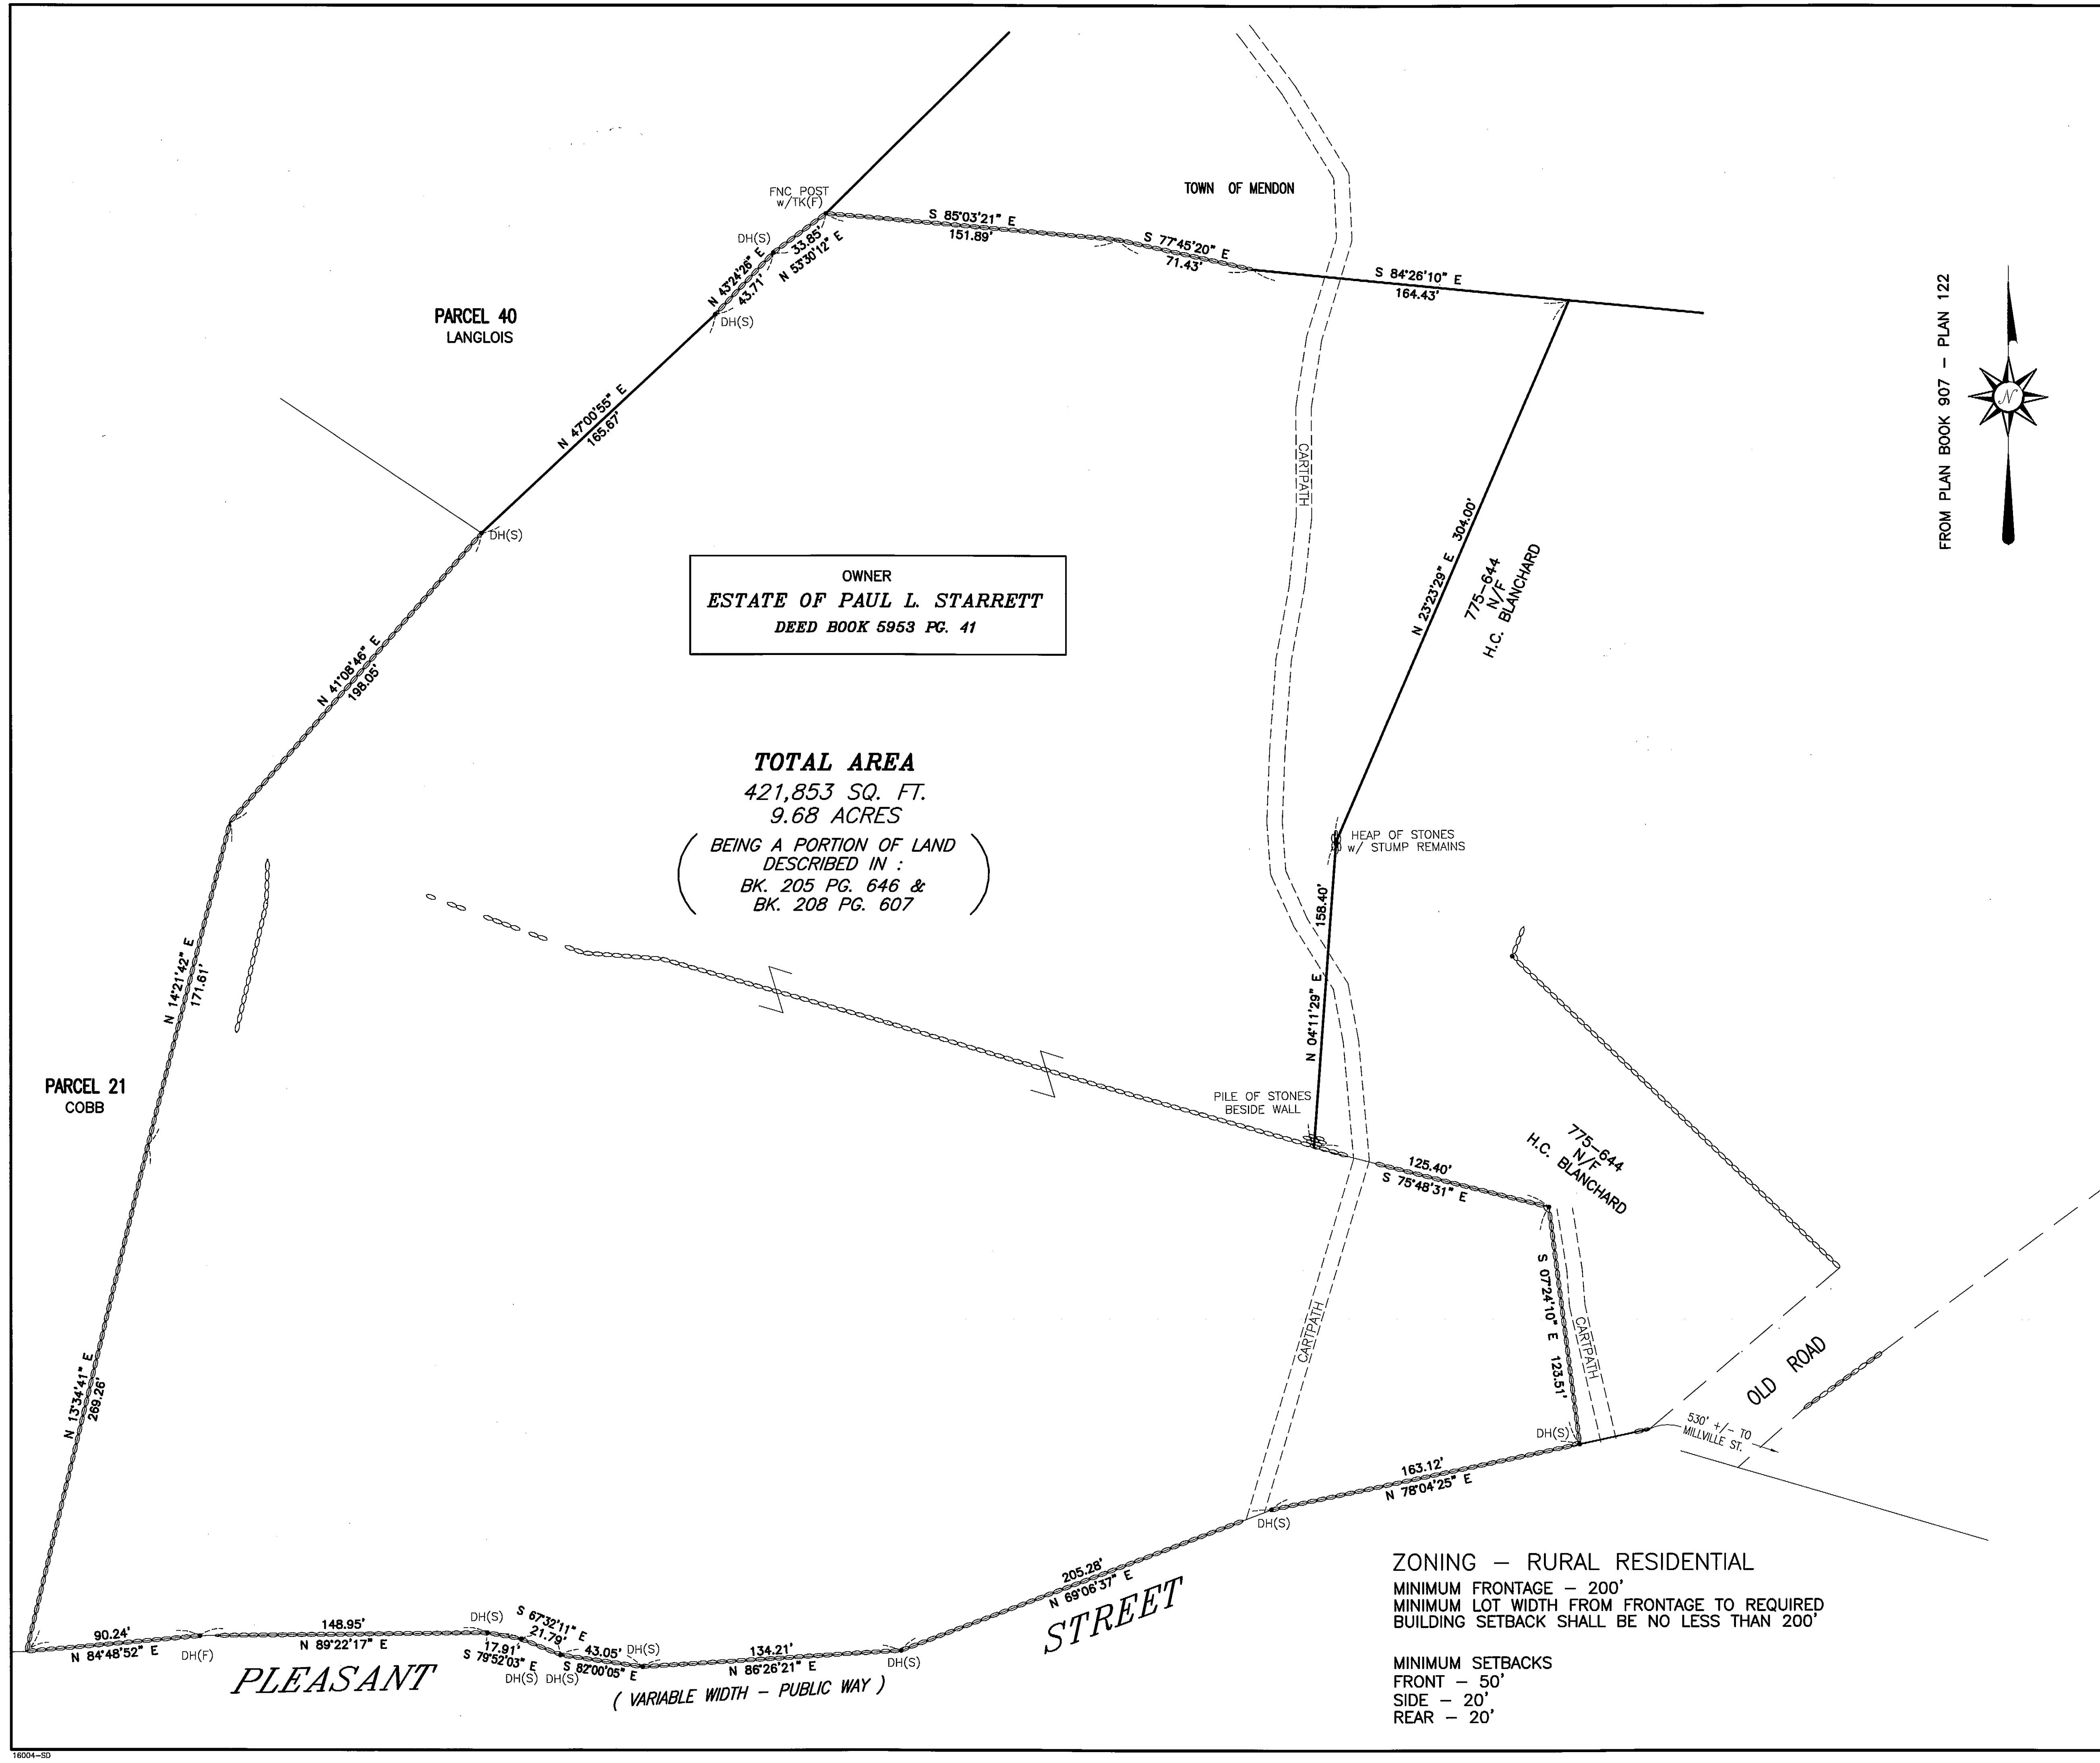 FNC POST
w/TK(F)
TOWN OF MENDON
S 85°03'21" E
151.89'
S 77°45'20" E
71.43'
S 84°26'10" E
164.43'
DH(S)
33.85'
N 53°30'12" E
N 43°24'26" E
43.71'
DH(S)
PARCEL 40
LANGLOIS
N 47°00'55" E
165.67'
DH(S)
FROM PLAN BOOK 907 - PLAN 122
N
CARTPATH
N 23°23'29" E 304.00'
775-644
N/F
H.C. BLANCHARD
OWNER
ESTATE OF PAUL L. STARRETT
DEED BOOK 5953 PG. 41
N 41°08'46" E
198.05'
TOTAL AREA
421,853 SQ. FT.
9.68 ACRES
( BEING A PORTION OF LAND
DESCRIBED IN :
BK. 205 PG. 646 &
BK. 208 PG. 607 )
HEAP OF STONES
w/ STUMP REMAINS
N 04°11'29" E
158.40'
N 14°21'42" E
171.61'
PARCEL 21
COBB
PILE OF STONES
BESIDE WALL
125.40'
S 75°48'31" E
775-644
N/F
H.C. BLANCHARD
S 07°24'10" E 123.51'
CARTPATH
CARTPATH
OLD ROAD
530' +/- TO
MILLVILLE ST.
N 13°34'41" E
269.26'
DH(S)
163.12'
N 78°04'25" E
DH(S)
205.28'
N 69°06'37" E
STREET
90.24'
N 84°48'52" E
DH(F)
148.95'
N 89°22'17" E
DH(S)
17.91'
S 79°52'03" E
DH(S)
S 67°32'11" E
21.79'
DH(S)
43.05'
S 82°00'05" E
DH(S)
134.21'
N 86°26'21" E
DH(S)
PLEASANT
( VARIABLE WIDTH - PUBLIC WAY )
ZONING - RURAL RESIDENTIAL
MINIMUM FRONTAGE - 200'
MINIMUM LOT WIDTH FROM FRONTAGE TO REQUIRED
BUILDING SETBACK SHALL BE NO LESS THAN 200'
MINIMUM SETBACKS
FRONT - 50'
SIDE - 20'
REAR - 20'
16004-SD